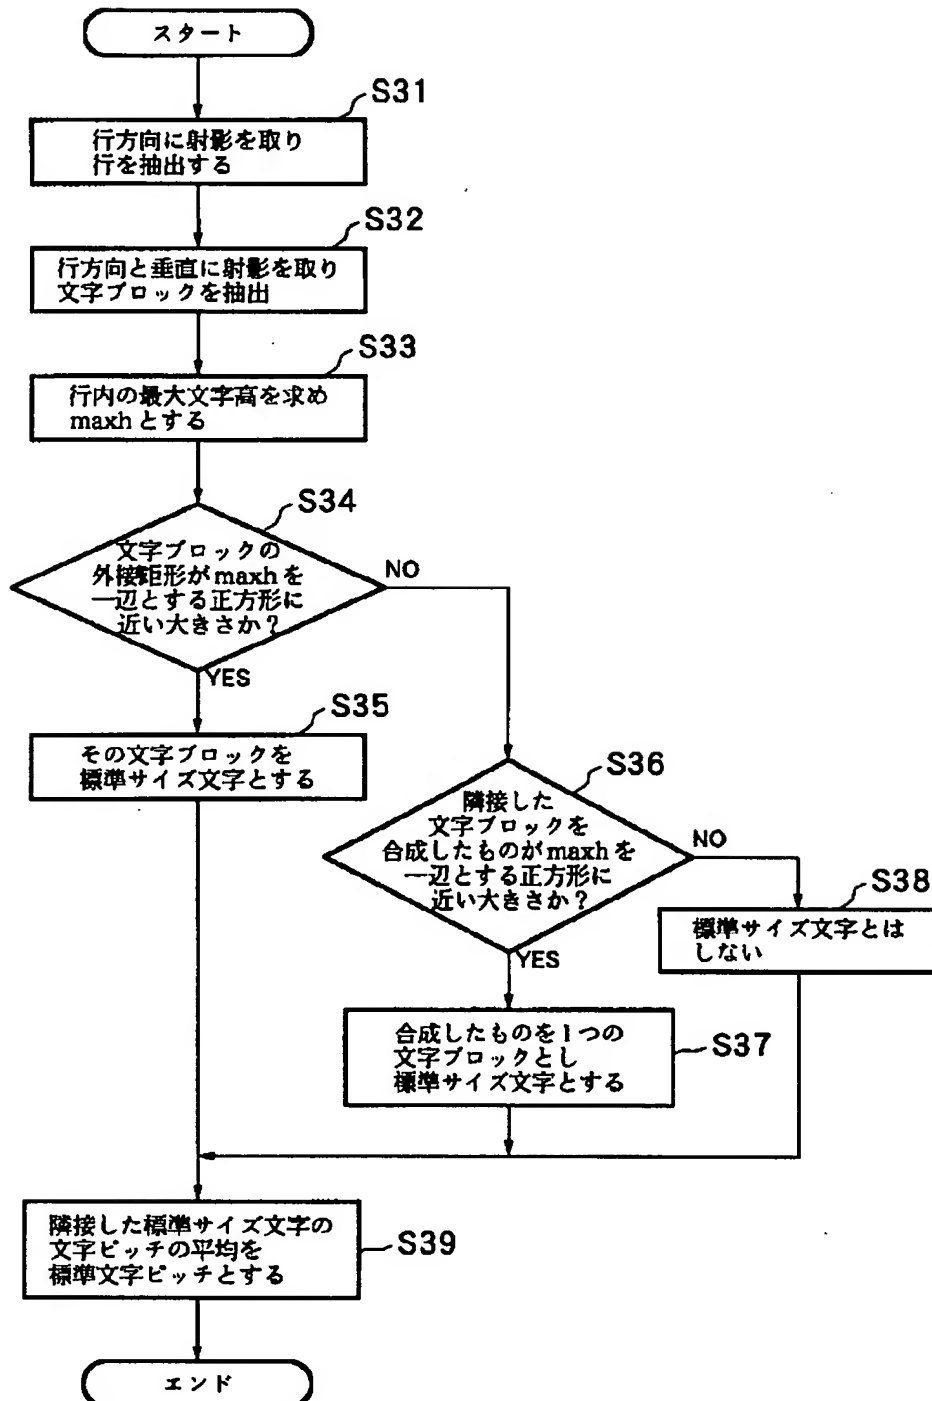 スタート
S31
行方向に射影を取り
行を抽出する
S32
行方向と垂直に射影を取り
文字ブロックを抽出
S33
行内の最大文字高を求め
maxhとする
S34
文字ブロックの
外接矩形がmaxhを
一辺とする正方形に
近い大きさか？
NO
YES
S35
その文字ブロックを
標準サイズ文字とする
S36
隣接した
文字ブロックを
合成したものがmaxhを
一辺とする正方形に
近い大きさか？
NO
YES
S38
標準サイズ文字とは
しない
S37
合成したものを1つの
文字ブロックとし
標準サイズ文字とする
S39
隣接した標準サイズ文字の
文字ピッチの平均を
標準文字ピッチとする
エンド